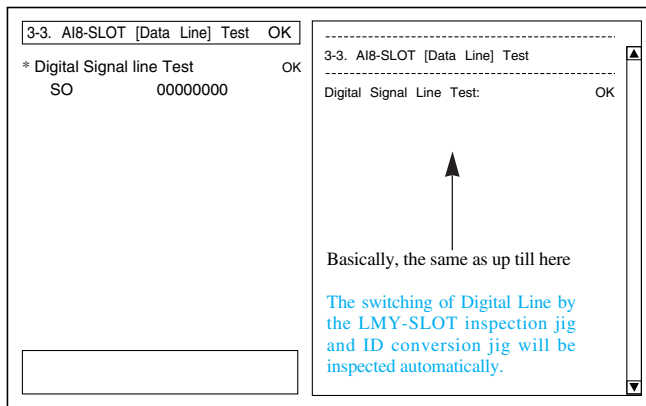 3-3. AI8-SLOT [Data Line] Test OK
* Digital Signal line Test OK
SO 00000000
3-3. AI8-SLOT [Data Line] Test
Digital Signal Line Test: OK
Basically, the same as up till here
The switching of Digital Line by
the LMY-SLOT inspection jig
and ID conversion jig will be
inspected automatically.